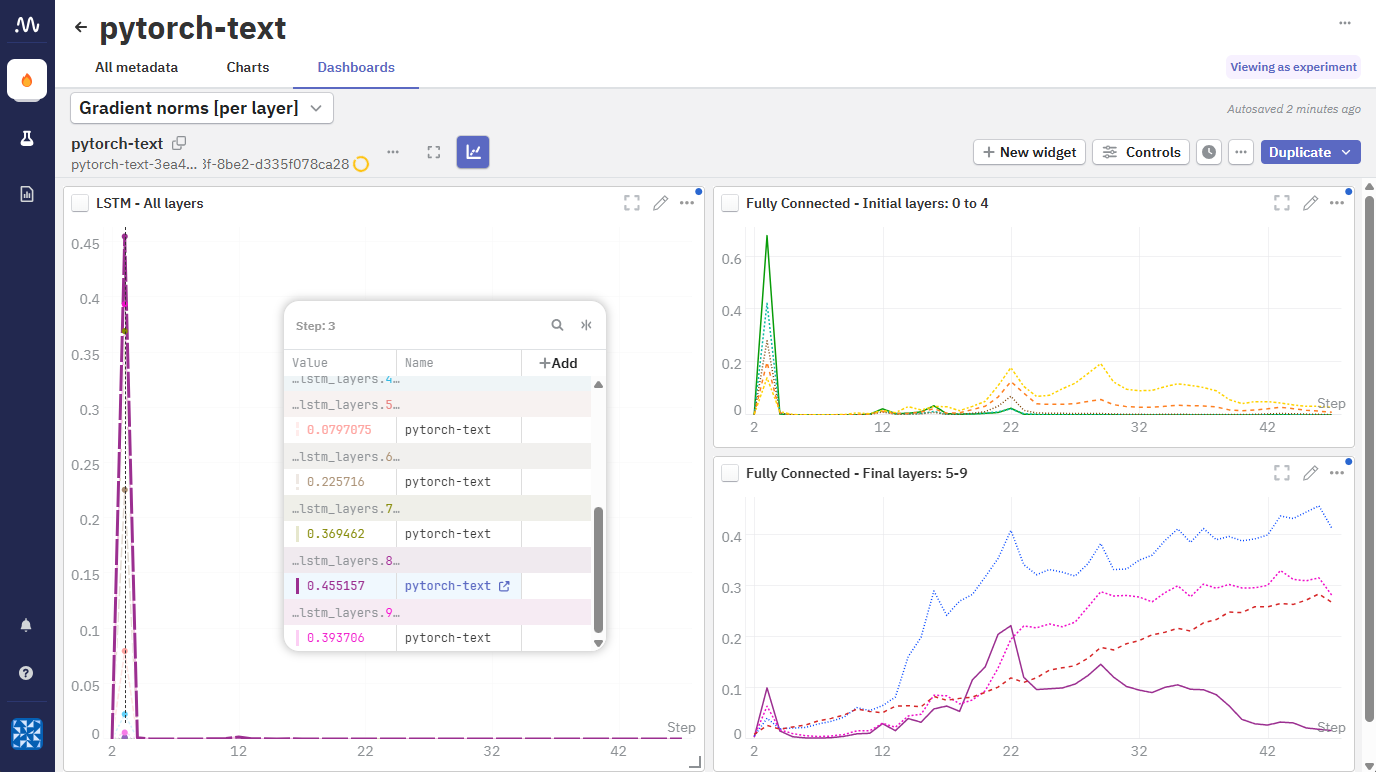 pytorch-text
All metadata
Charts
Dashboards
Viewing as experiment
Gradient norms [per layer]
Autosaved 2 minutes ago
pytorch-text
pytorch-text-3ea4... 3f-8be2-d335f078ca28
New widget
Controls
Duplicate
LSTM - All layers
0.45
0.4
0.35
0.3
0.25
0.2
0.15
0.1
0.05
0
2
12
22
32
42
Step
Step: 3
Value
Name
+Add
…lstm_layers.4…
…lstm_layers.5…
0.0797075
pytorch-text
…lstm_layers.6…
0.225716
pytorch-text
…lstm_layers.7…
0.369462
pytorch-text
…lstm_layers.8…
0.455157
pytorch-text
…lstm_layers.9…
0.393706
pytorch-text
Fully Connected - Initial layers: 0 to 4
0.6
0.4
0.2
0
2
12
22
32
42
Step
Fully Connected - Final layers: 5-9
0.4
0.3
0.2
0.1
0
2
12
22
32
42
Step